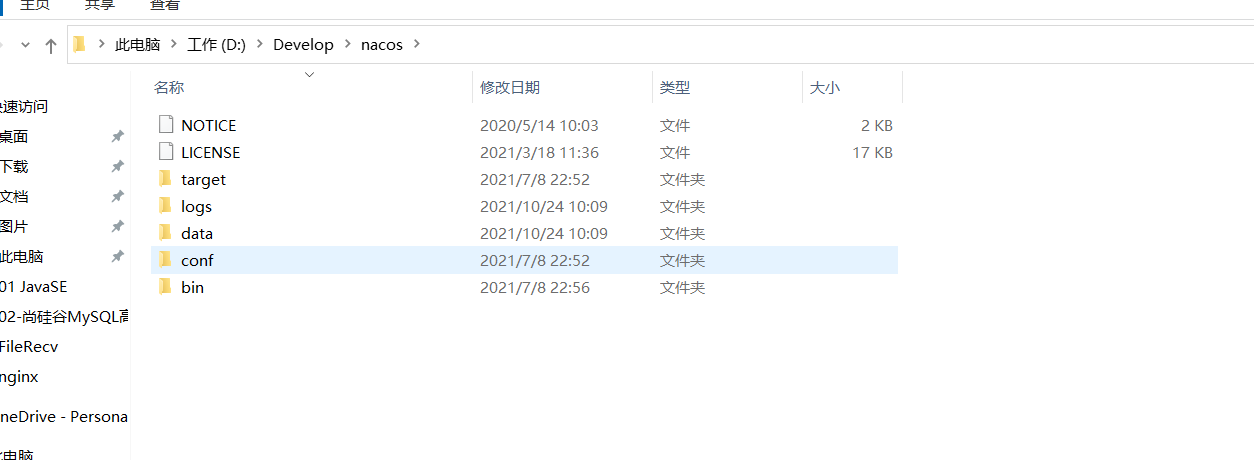 主页 共享 查看
此电脑 工作 (D:) Develop nacos
名称 修改日期 类型 大小
快速访问
桌面
下载
文档
图片
此电脑
01 JavaSE
02-尚硅谷MySQL高
FileRecv
nginx
neDrive - Persona
此电脑
NOTICE 2020/5/14 10:03 文件 2 KB
LICENSE 2021/3/18 11:36 文件 17 KB
target 2021/7/8 22:52 文件夹
logs 2021/10/24 10:09 文件夹
data 2021/10/24 10:09 文件夹
conf 2021/7/8 22:52 文件夹
bin 2021/7/8 22:56 文件夹